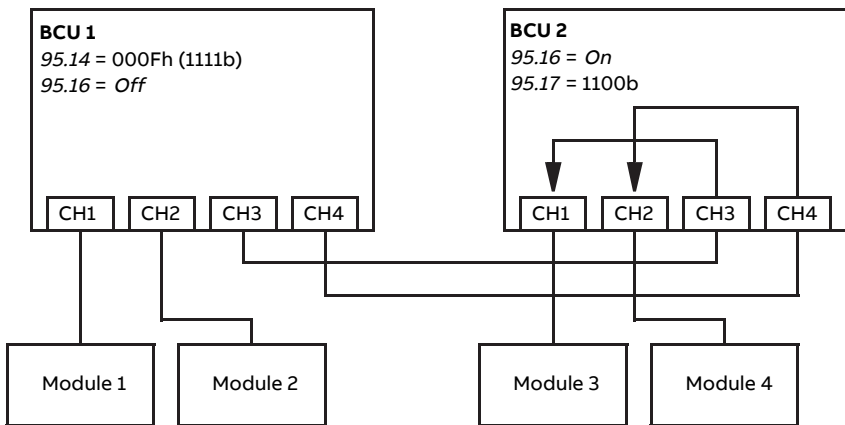 BCU 1
95.14 = 000Fh (1111b)
95.16 = Off
CH1
CH2
CH3
CH4
BCU 2
95.16 = On
95.17 = 1100b
CH1
CH2
CH3
CH4
Module 1
Module 2
Module 3
Module 4